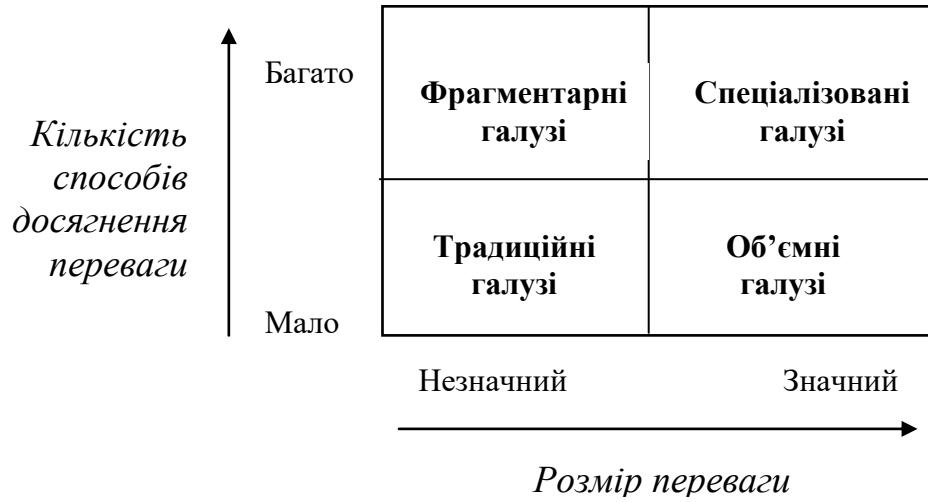 Багато
Фрагментарні
галузі
Спеціалізовані
галузі
Кількість
способів
досягнення
переваги
Традиційні
галузі
Об’ємні
галузі
Мало
Незначний
Значний
Розмір переваги